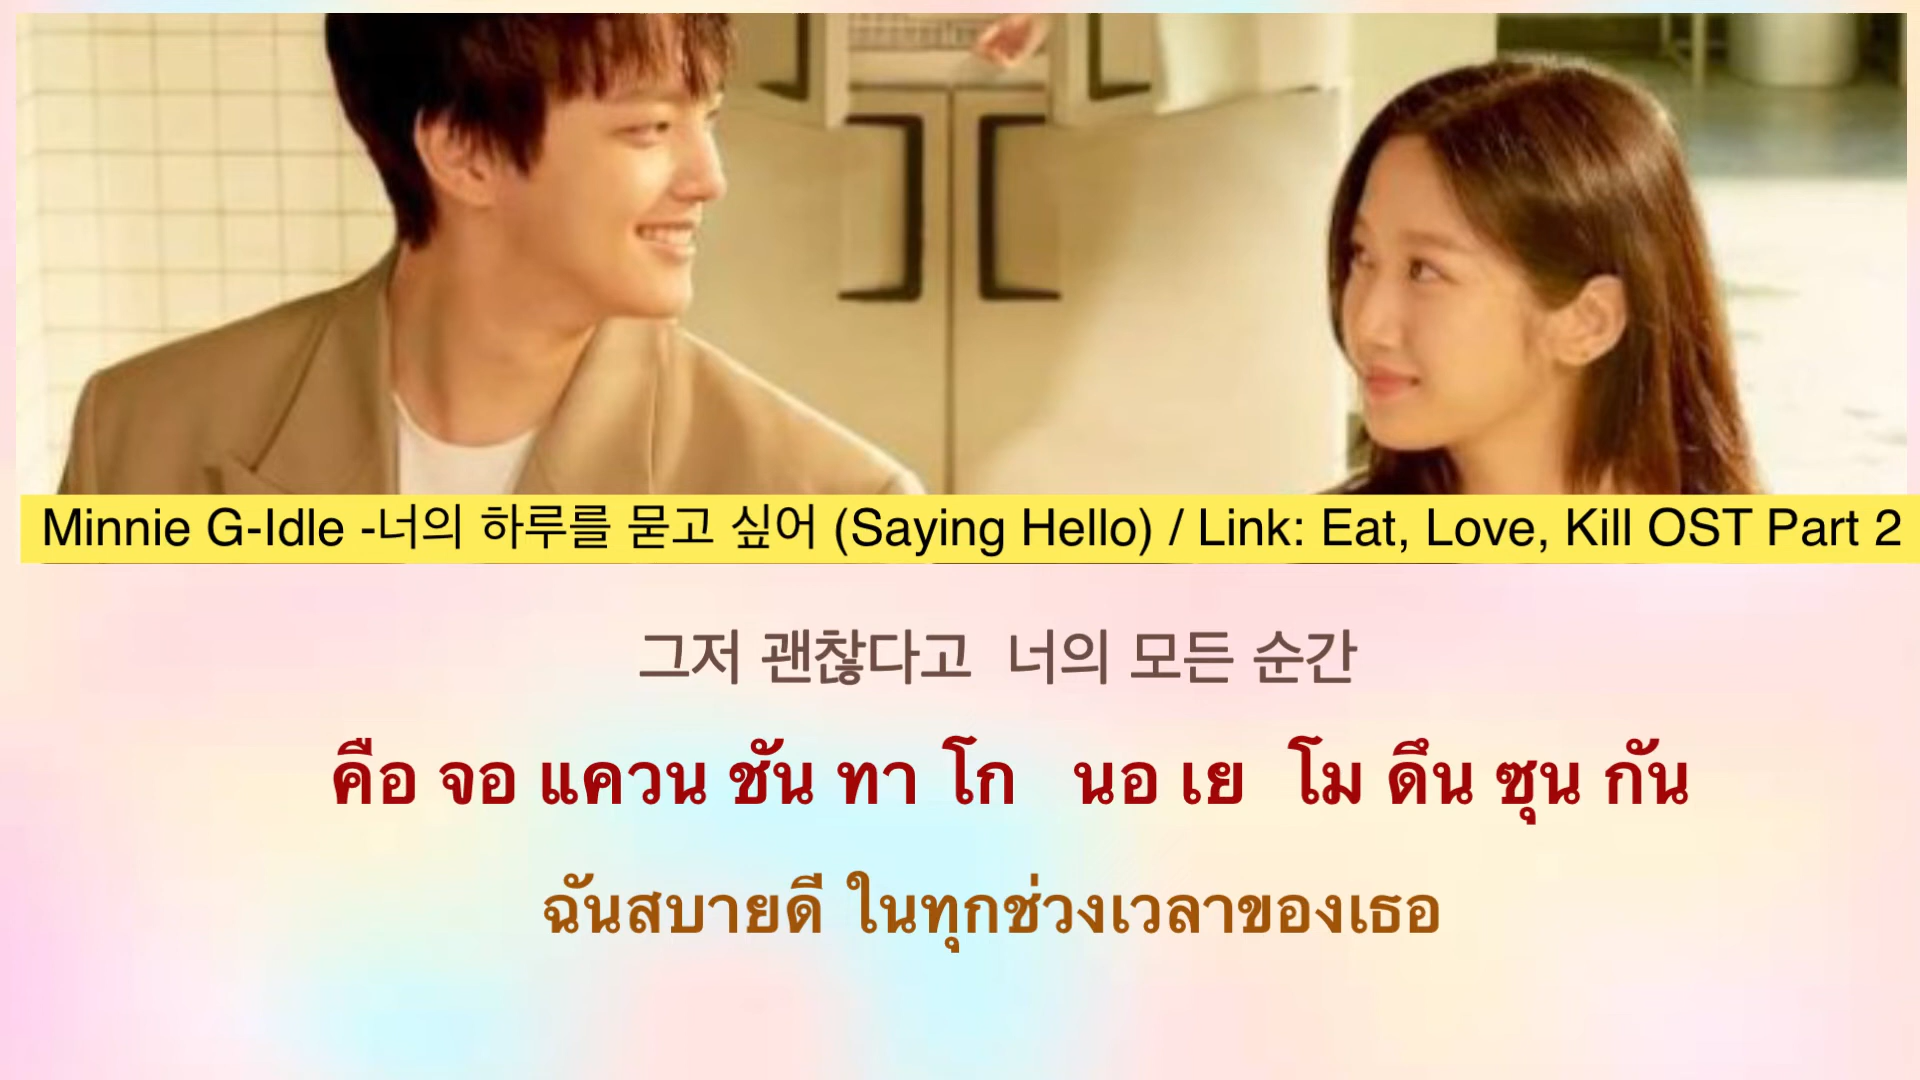 Minnie G-Idle -너의 하루를 묻고 싶어 (Saying Hello) / Link: Eat, Love, Kill OST Part 2
그저 괜찮다고 너의 모든 순간
คือ จอ แควน ชัน ทา โก นอ เย โม ดึน ซุน กัน
ฉันสบายดี ในทุกช่วงเวลาของเธอ